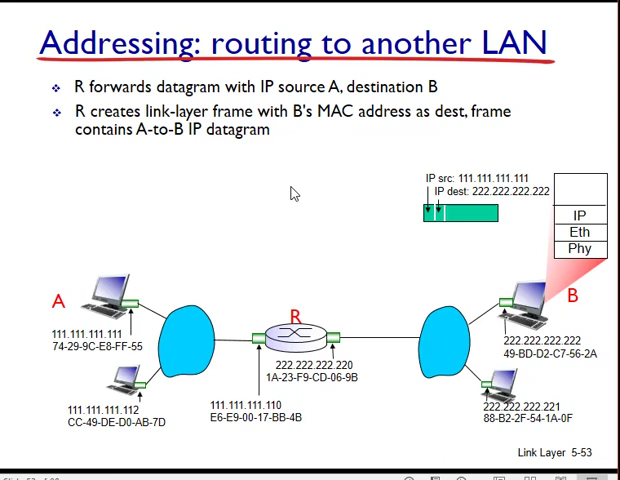 Addressing: routing to another LAN
R forwards datagram with IP source A, destination B
R creates link-layer frame with B's MAC address as dest, frame
contains A-to-B IP datagram
IP src: 111.111.111.111
IP dest: 222.222.222.222
IP
Eth
Phy
A
R
B
111.111.111.111
74-29-9C-E8-FF-55
222.222.222.220
1A-23-F9-CD-06-9B
222.222.222.222
49-BD-D2-C7-56-2A
111.111.111.112
CC-49-DE-D0-AB-7D
111.111.111.110
E6-E9-00-17-BB-4B
222.222.222.221
88-B2-2F-54-1A-0F
Link Layer 5-53